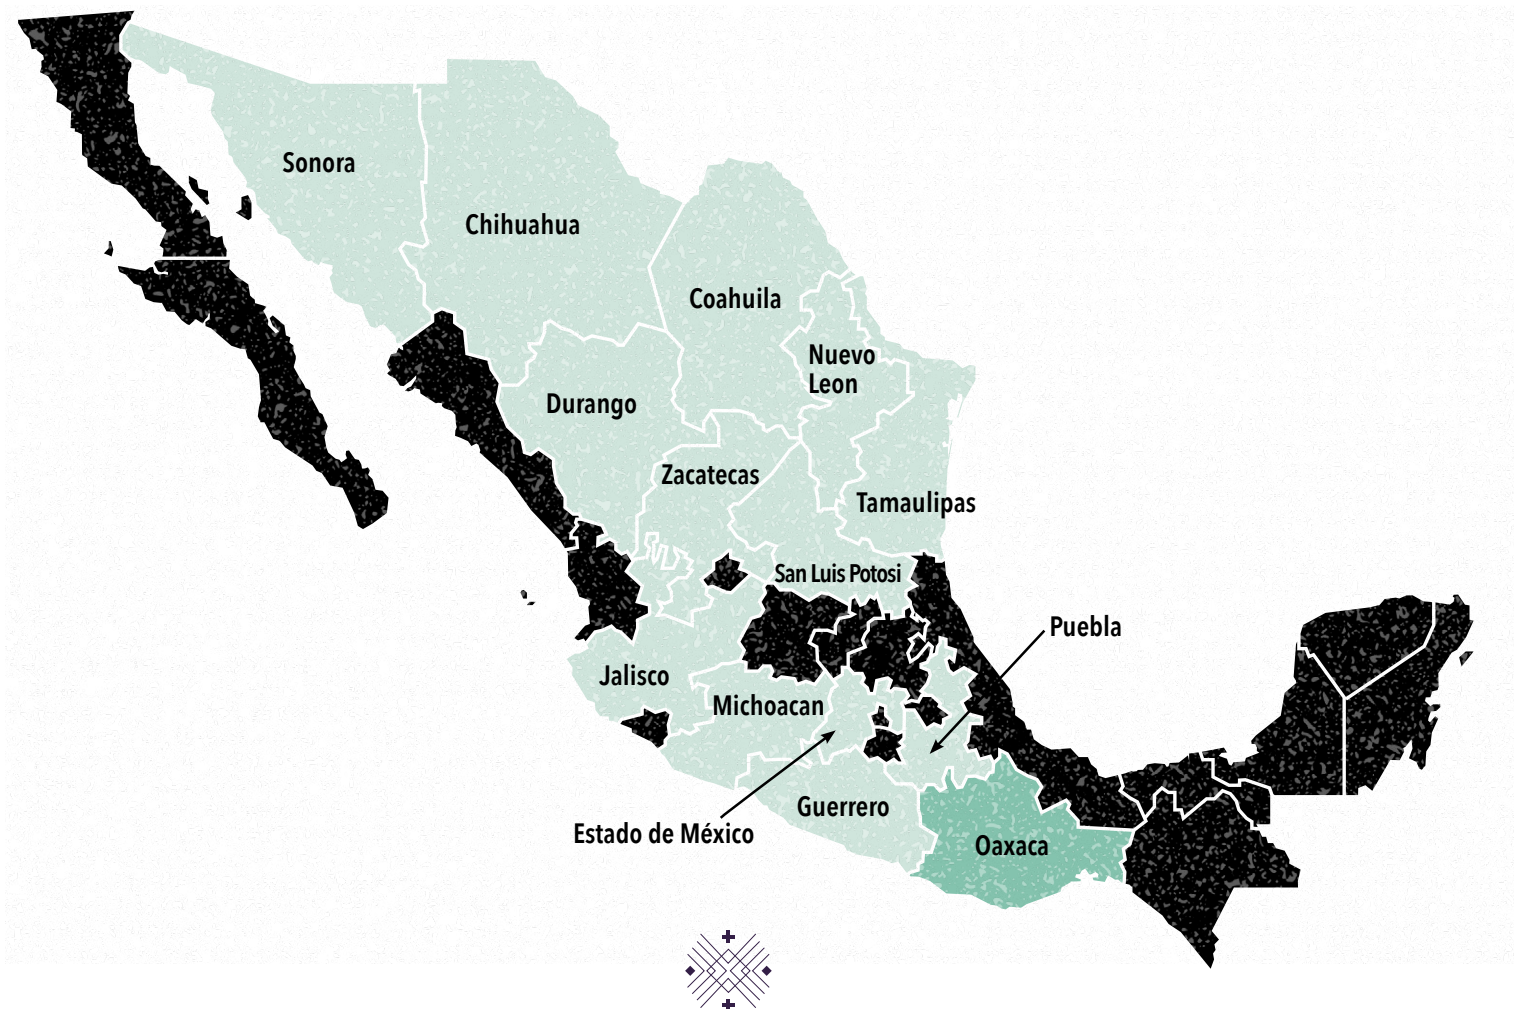 Sonora
Chihuahua
Coahuila
Nuevo
Leon
Durango
Zacatecas
Tamaulipas
San Luis Potosi
Puebla
Jalisco
Michoacan
Guerrero
Estado de México
Oaxaca